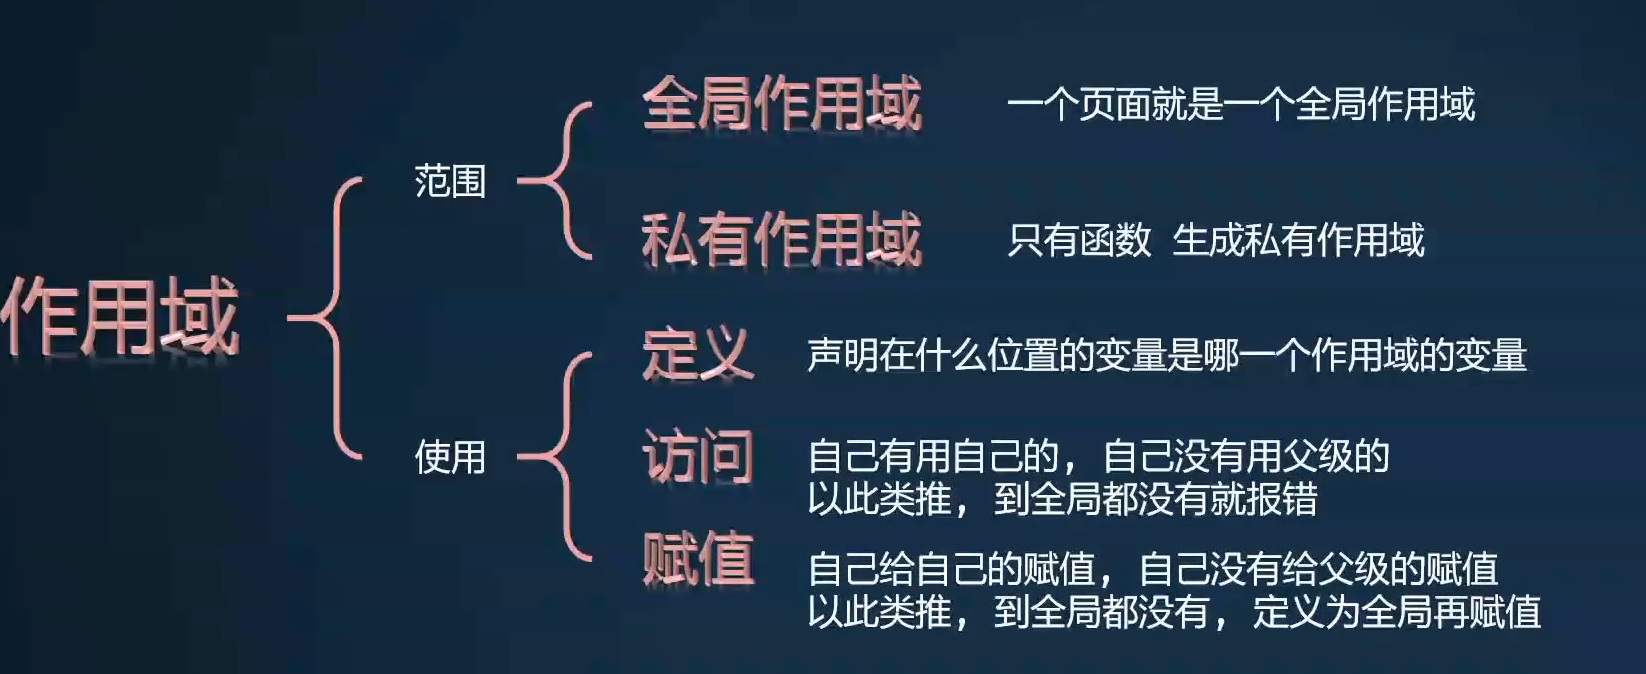 作用域
范围
全局作用域
一个页面就是一个全局作用域
私有作用域
只有函数 生成私有作用域
使用
定义
声明在什么位置的变量是哪一个作用域的变量
访问
自己有用自己的，自己没有用父级的
以此类推，到全局都没有就报错
赋值
自己给自己的赋值，自己没有给父级的赋值
以此类推，到全局都没有，定义为全局再赋值